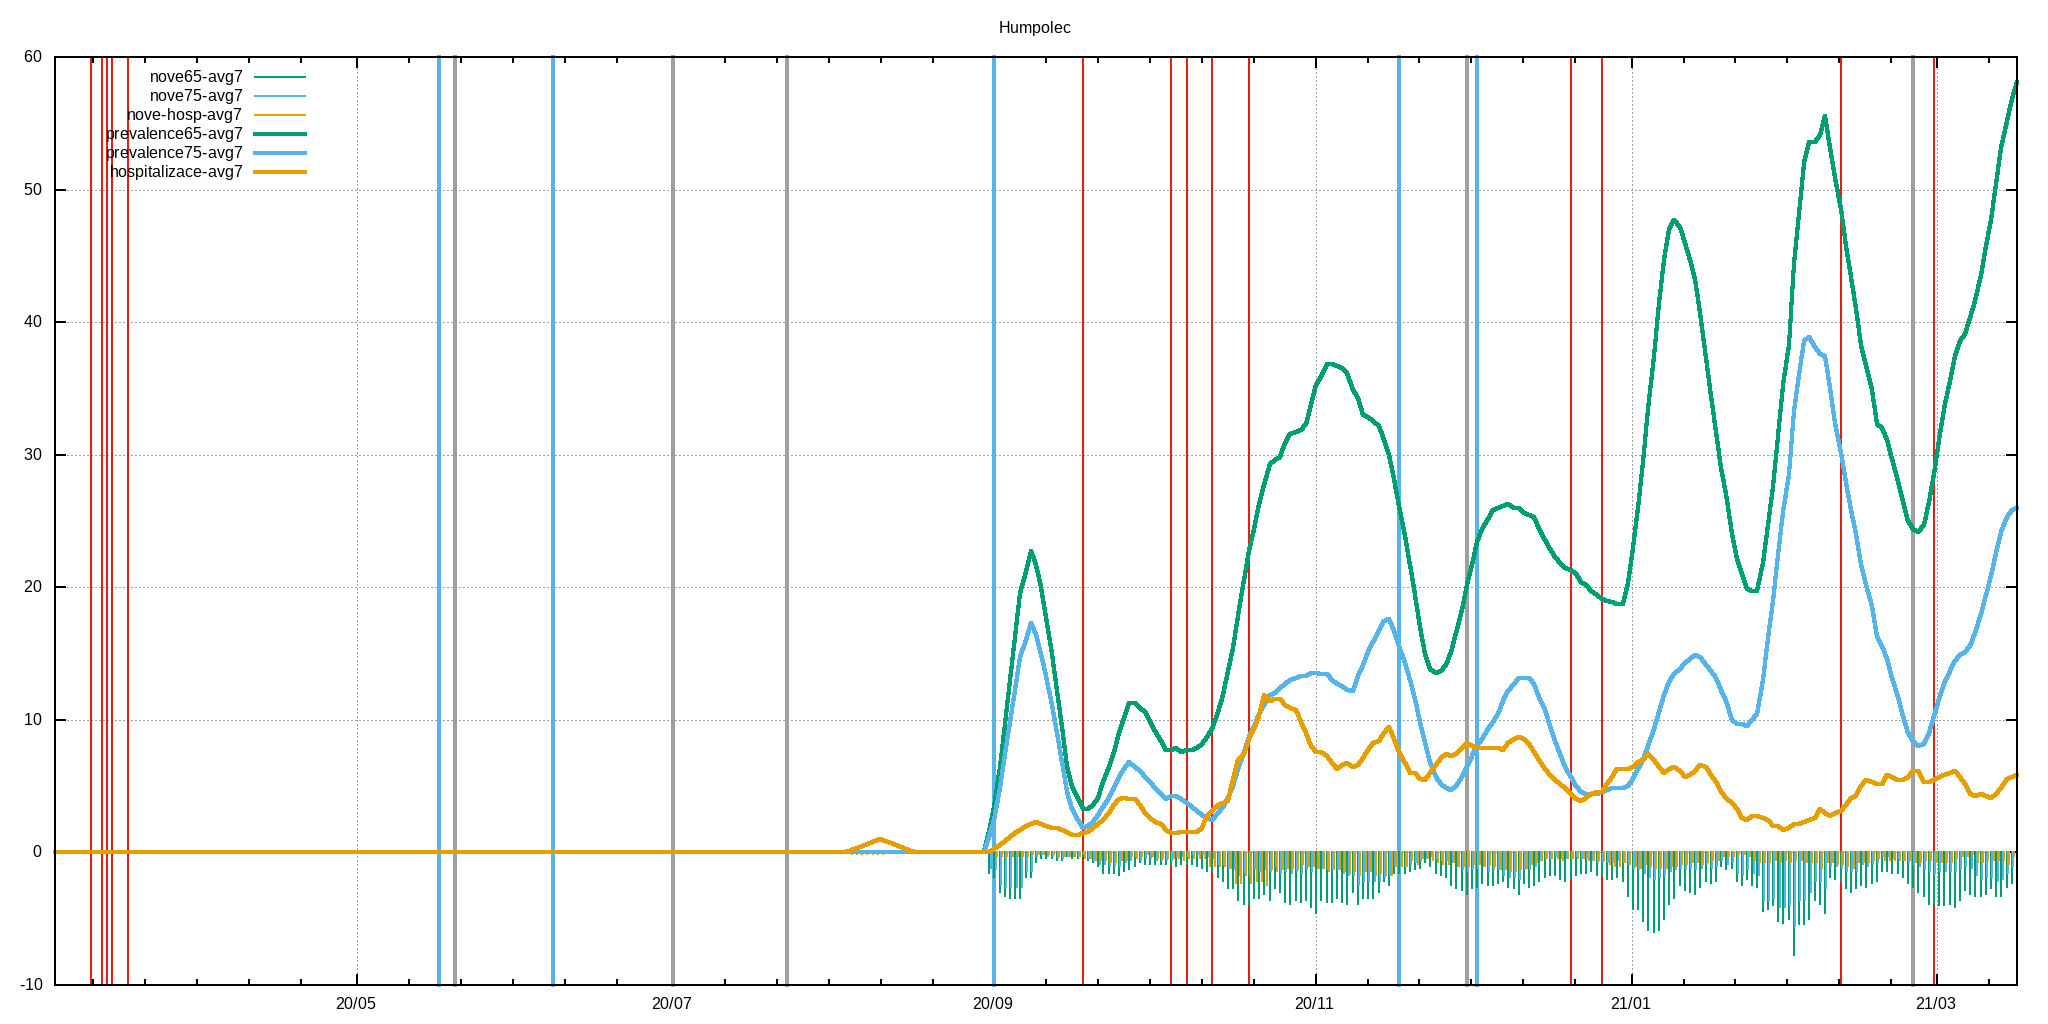 Humpolec
60
nove65-avg7
nove75-avg7
nove-hosp-avg7
prevalence65-avg7
prevalence75-avg7
hospitalizace-avg7
50
40
30
20
10
0
-10
20/05 20/07 20/09 20/11 21/01 21/03